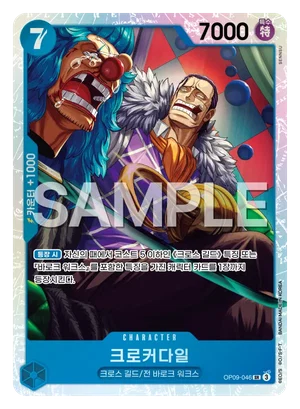 7
7000
특수
特
SENNSU
카운터 +1000
SAMPLE
등장 시 자신의 패에서 코스트 5 이하인 《크로스 길드》 특징 또는
『바로크 워크스』를 포함한 특징을 가진 캐릭터 카드를 1장까지
등장시킨다.
CHARACTER
크로커다일
크로스 길드/전 바로크 워크스
OP09-046
3